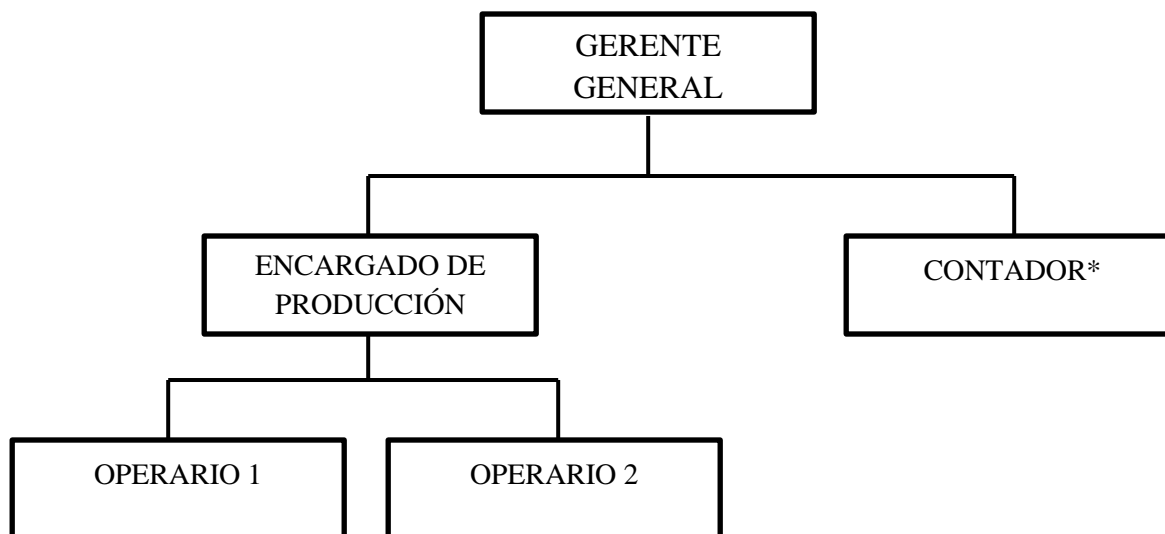 GERENTE
GENERAL
ENCARGADO DE
PRODUCCIÓN
CONTADOR*
OPERARIO 1
OPERARIO 2